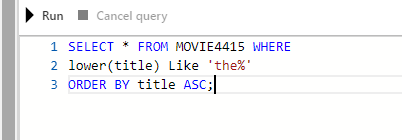 Run Cancel query
1 SELECT * FROM MOVIE4415 WHERE
2 lower(title) Like 'the%'
3 ORDER BY title ASC;